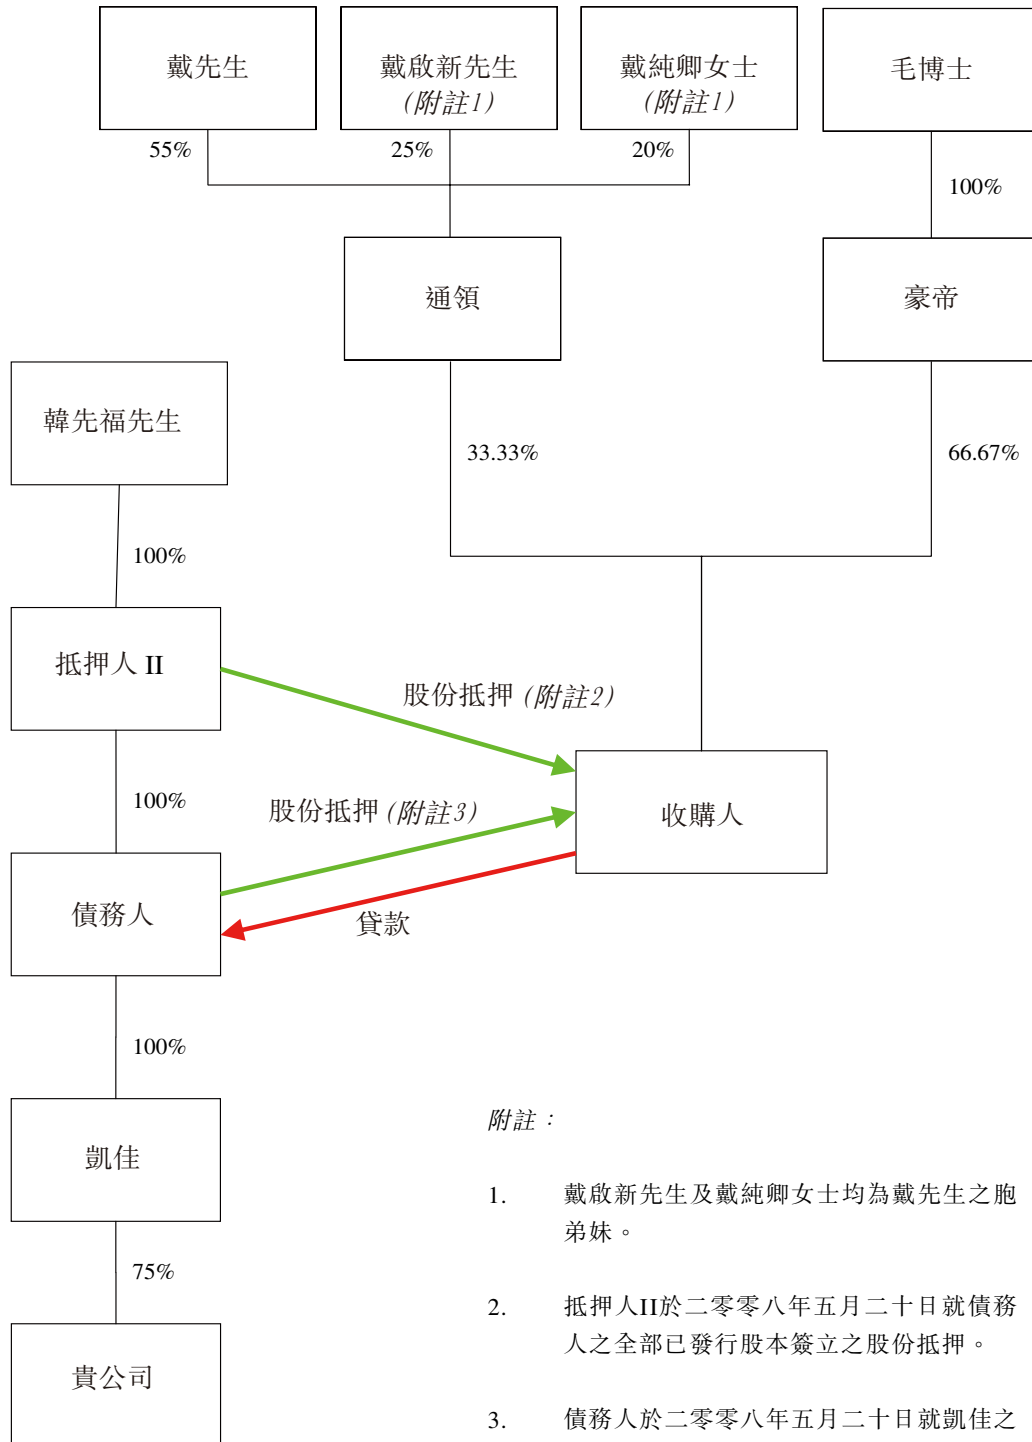 戴先生
戴啟新先生
(附註1)
戴純卿女士
(附註1)
毛博士
55%
25%
20%
100%
通領
豪帝
韓先福先生
33.33%
66.67%
100%
抵押人 II
股份抵押 (附註2)
100%
股份抵押 (附註3)
收購人
債務人
貸款
100%
凱佳
75%
貴公司
附註：
1. 戴啟新先生及戴純卿女士均為戴先生之胞
弟妹。
2. 抵押人II於二零零八年五月二十日就債務
人之全部已發行股本簽立之股份抵押。
3. 債務人於二零零八年五月二十日就凱佳之